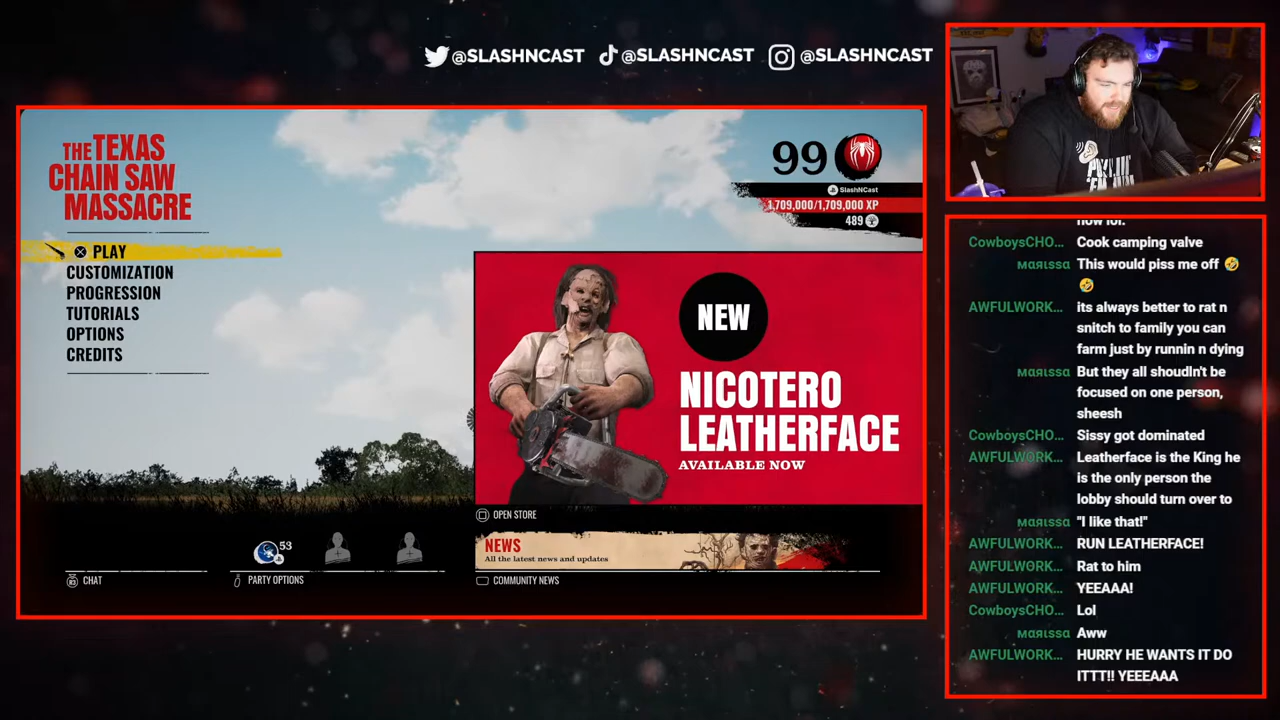 @SLASHNCAST @SLASHNCAST @SLASHNCAST
THE TEXAS
CHAIN SAW
MASSACRE
PLAY
CUSTOMIZATION
PROGRESSION
TUTORIALS
OPTIONS
CREDITS
99
SlashNCast
1,709,000/1,709,000 XP
489
NEW
NICOTERO
LEATHERFACE
AVAILABLE NOW
OPEN STORE
NEWS
All the latest news and updates
COMMUNITY NEWS
53
CHAT
PARTY OPTIONS
now lol.
CowboysCHO... Cook camping valve
мαяιssα This would piss me off 🤣
🤣
AWFULWORK... its always better to rat n
snitch to family you can
farm just by runnin n dying
мαяιssα But they all shoudln't be
focused on one person,
sheesh
CowboysCHO... Sissy got dominated
AWFULWORK... Leatherface is the King he
is the only person the
lobby should turn over to
мαяιssα "I like that!"
AWFULWORK... RUN LEATHERFACE!
AWFULWORK... Rat to him
AWFULWORK... YEEAAA!
CowboysCHO... Lol
мαяιssα Aww
AWFULWORK... HURRY HE WANTS IT DO
ITTT!! YEEEAAA